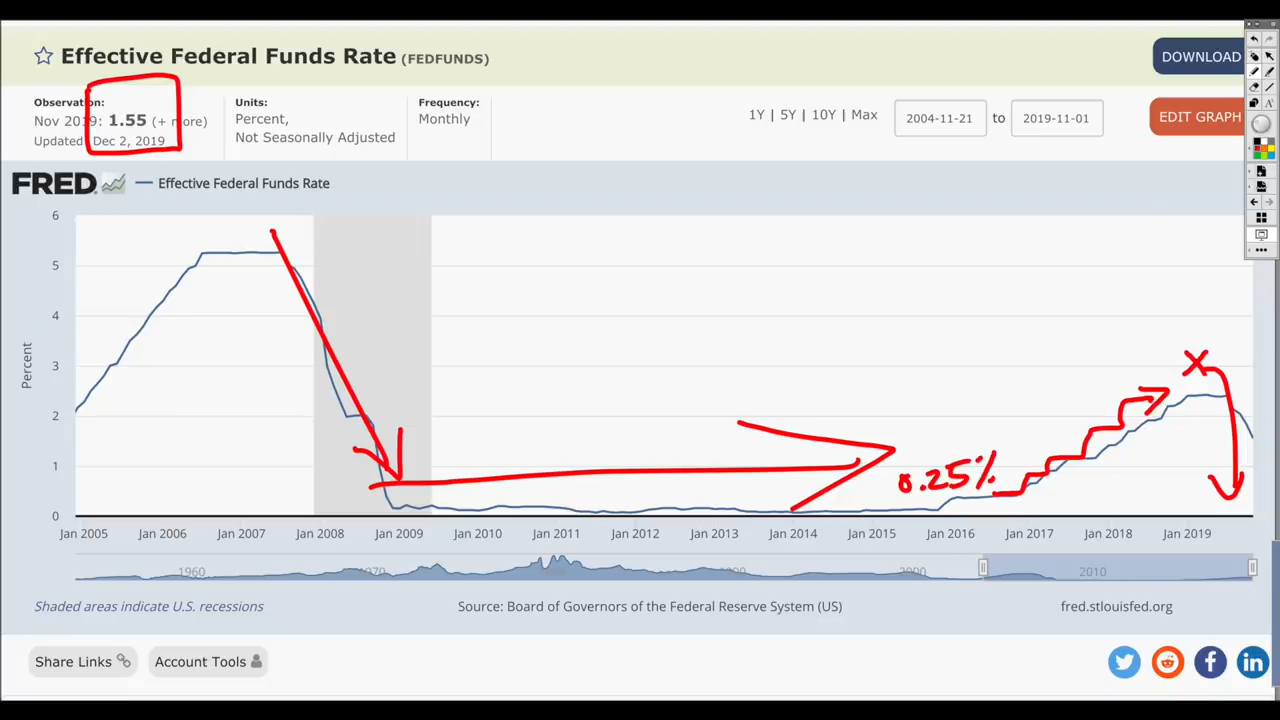 Effective Federal Funds Rate (FEDFUNDS)
DOWNLOAD
Observation:
Nov 2019: 1.55 (+ more)
Updated: Dec 2, 2019
Units:
Percent,
Not Seasonally Adjusted
Frequency:
Monthly
1Y | 5Y | 10Y | Max
2004-11-21 to 2019-11-01
EDIT GRAPH
FRED
Effective Federal Funds Rate
Percent
6
5
4
3
2
1
0
0.25%
Jan 2005 Jan 2006 Jan 2007 Jan 2008 Jan 2009 Jan 2010 Jan 2011 Jan 2012 Jan 2013 Jan 2014 Jan 2015 Jan 2016 Jan 2017 Jan 2018 Jan 2019
1960 1970 1990 2000 2010
Shaded areas indicate U.S. recessions
Source: Board of Governors of the Federal Reserve System (US)
fred.stlouisfed.org
Share Links
Account Tools